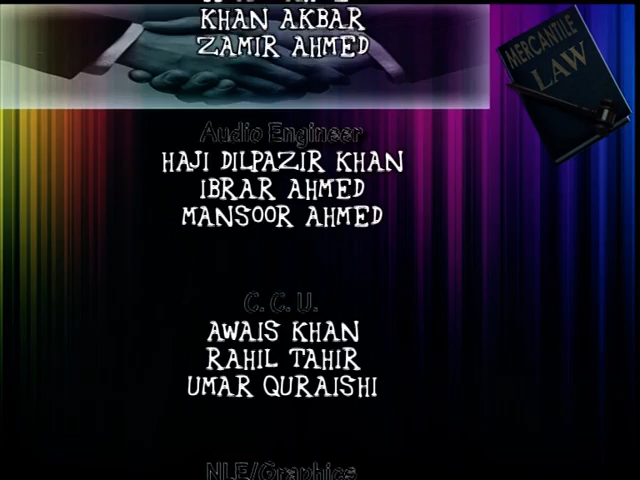 KHAN AKBAR
ZAMIR AHMED
MERCANTILE
LAW
Audio Engineer
HAJI DILPAZIR KHAN
IBRAR AHMED
MANSOOR AHMED
C. C. U.
AWAIS KHAN
RAHIL TAHIR
UMAR QURAISHI
NLE/Graphics